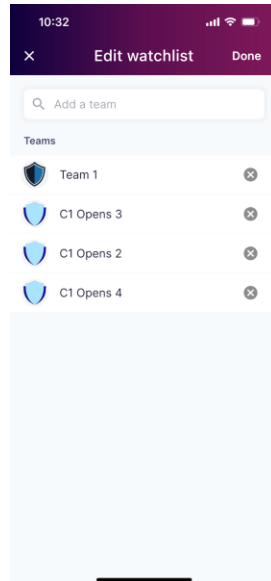 10:32
Edit watchlist
Done
Add a team
Teams
Team 1
C1 Opens 3
C1 Opens 2
C1 Opens 4